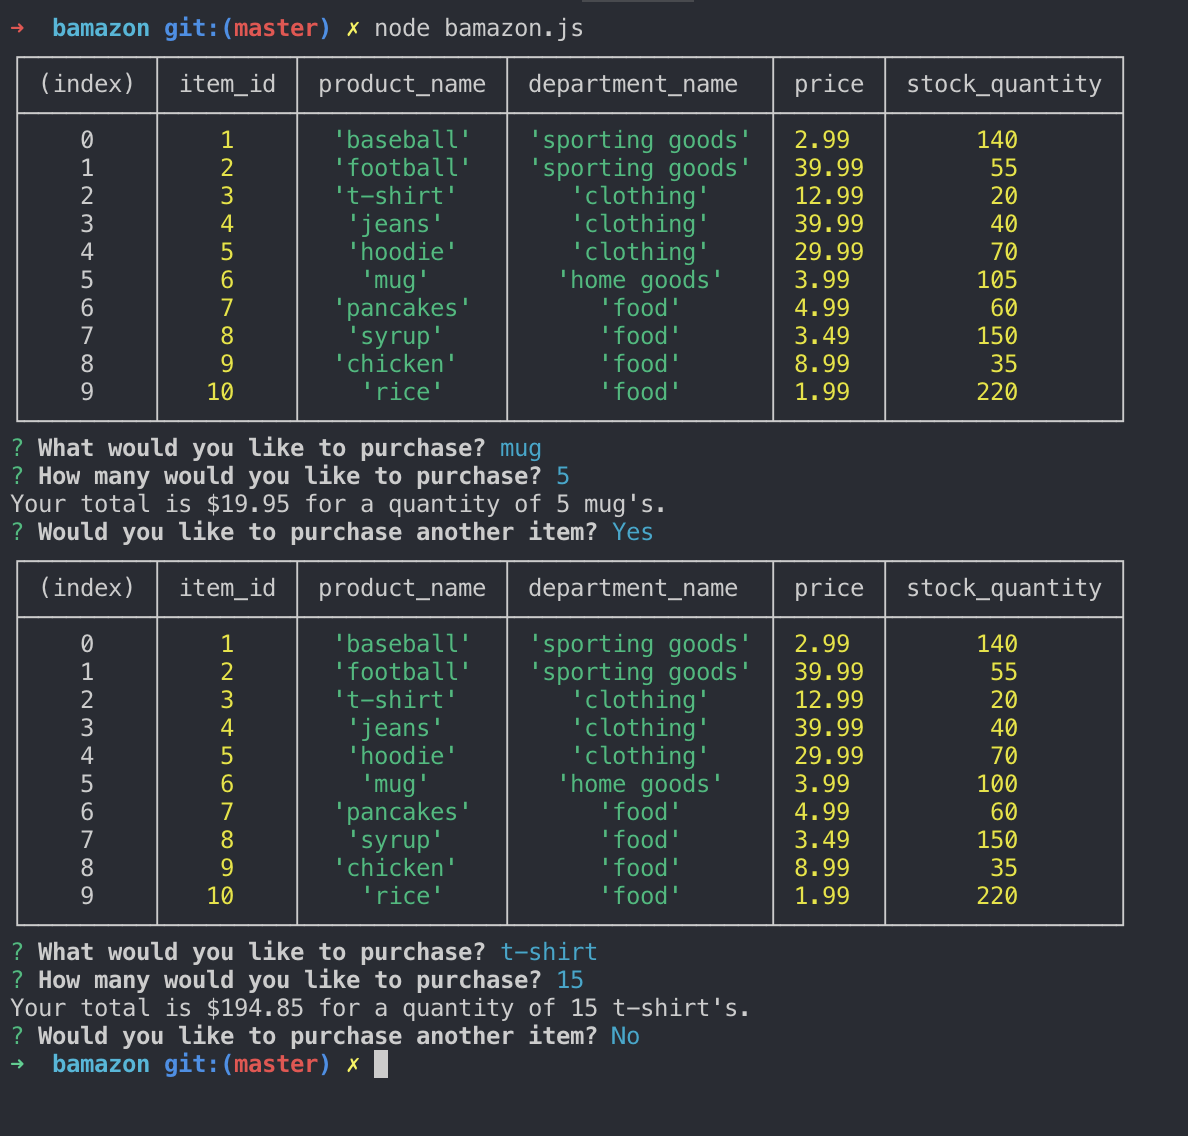 → bamazon git:(master) ✗ node bamazon.js
(index) item_id product_name department_name price stock_quantity
0 1 'baseball' 'sporting goods' 2.99 140
1 2 'football' 'sporting goods' 39.99 55
2 3 't-shirt' 'clothing' 12.99 20
3 4 'jeans' 'clothing' 39.99 40
4 5 'hoodie' 'clothing' 29.99 70
5 6 'mug' 'home goods' 3.99 105
6 7 'pancakes' 'food' 4.99 60
7 8 'syrup' 'food' 3.49 150
8 9 'chicken' 'food' 8.99 35
9 10 'rice' 'food' 1.99 220
? What would you like to purchase? mug
? How many would you like to purchase? 5
Your total is $19.95 for a quantity of 5 mug's.
? Would you like to purchase another item? Yes
(index) item_id product_name department_name price stock_quantity
0 1 'baseball' 'sporting goods' 2.99 140
1 2 'football' 'sporting goods' 39.99 55
2 3 't-shirt' 'clothing' 12.99 20
3 4 'jeans' 'clothing' 39.99 40
4 5 'hoodie' 'clothing' 29.99 70
5 6 'mug' 'home goods' 3.99 100
6 7 'pancakes' 'food' 4.99 60
7 8 'syrup' 'food' 3.49 150
8 9 'chicken' 'food' 8.99 35
9 10 'rice' 'food' 1.99 220
? What would you like to purchase? t-shirt
? How many would you like to purchase? 15
Your total is $194.85 for a quantity of 15 t-shirt's.
? Would you like to purchase another item? No
→ bamazon git:(master) ✗